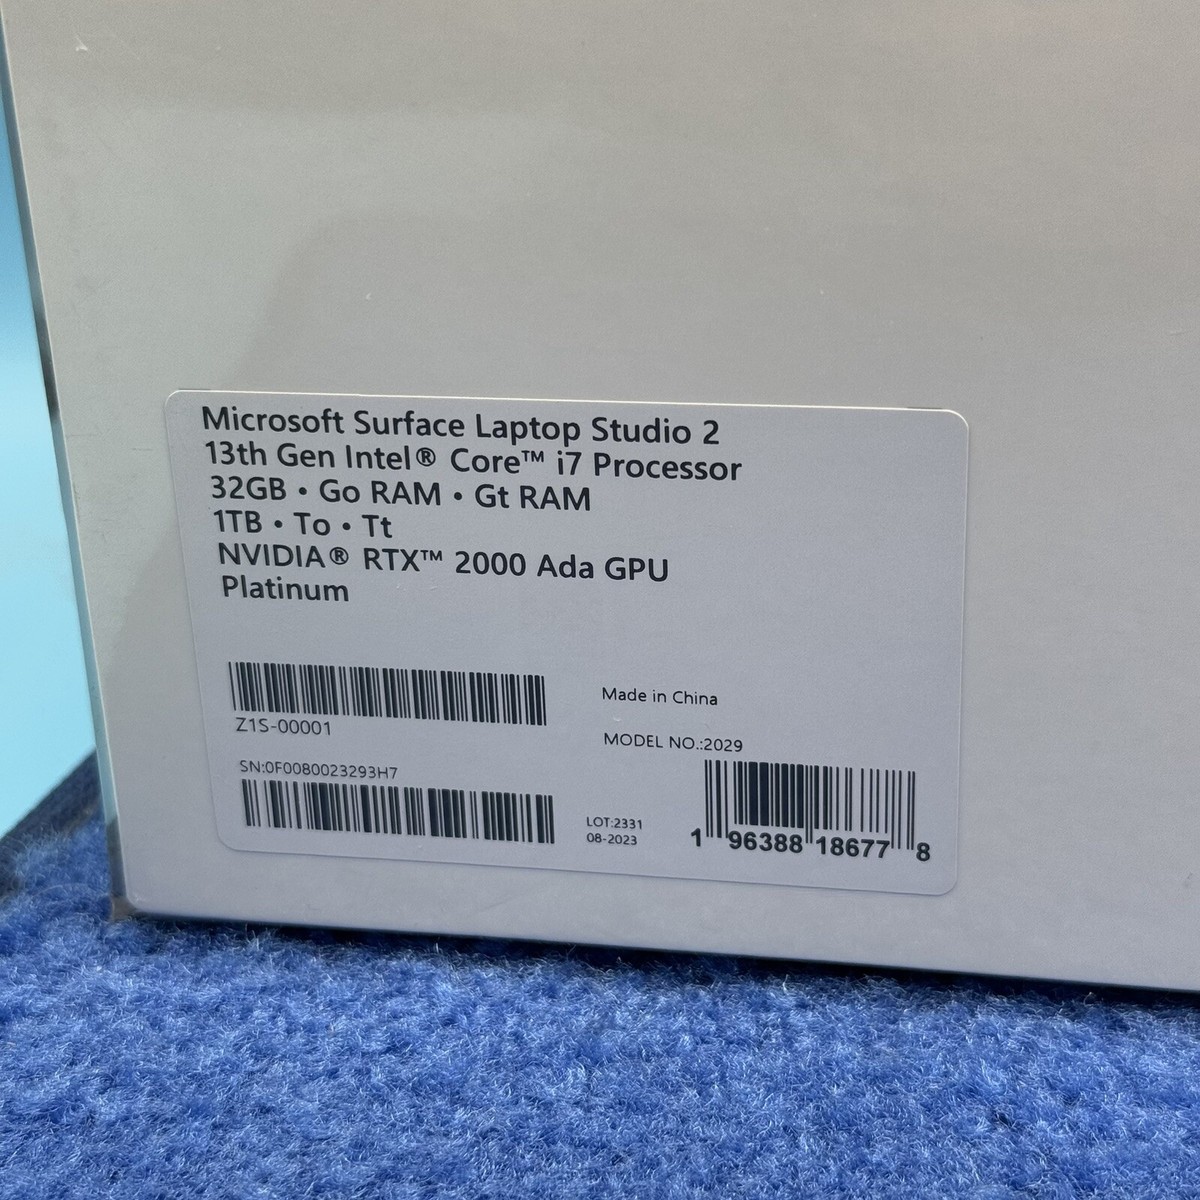 Microsoft Surface Laptop Studio 2
13th Gen Intel® Core™ i7 Processor
32GB • Go RAM • Gt RAM
1TB • To • Tt
NVIDIA® RTX™ 2000 Ada GPU
Platinum
Z1S-00001
Made in China
MODEL NO.:2029
SN:0F0080023293H7
LOT:2331
08-2023
1 96388 18677 8